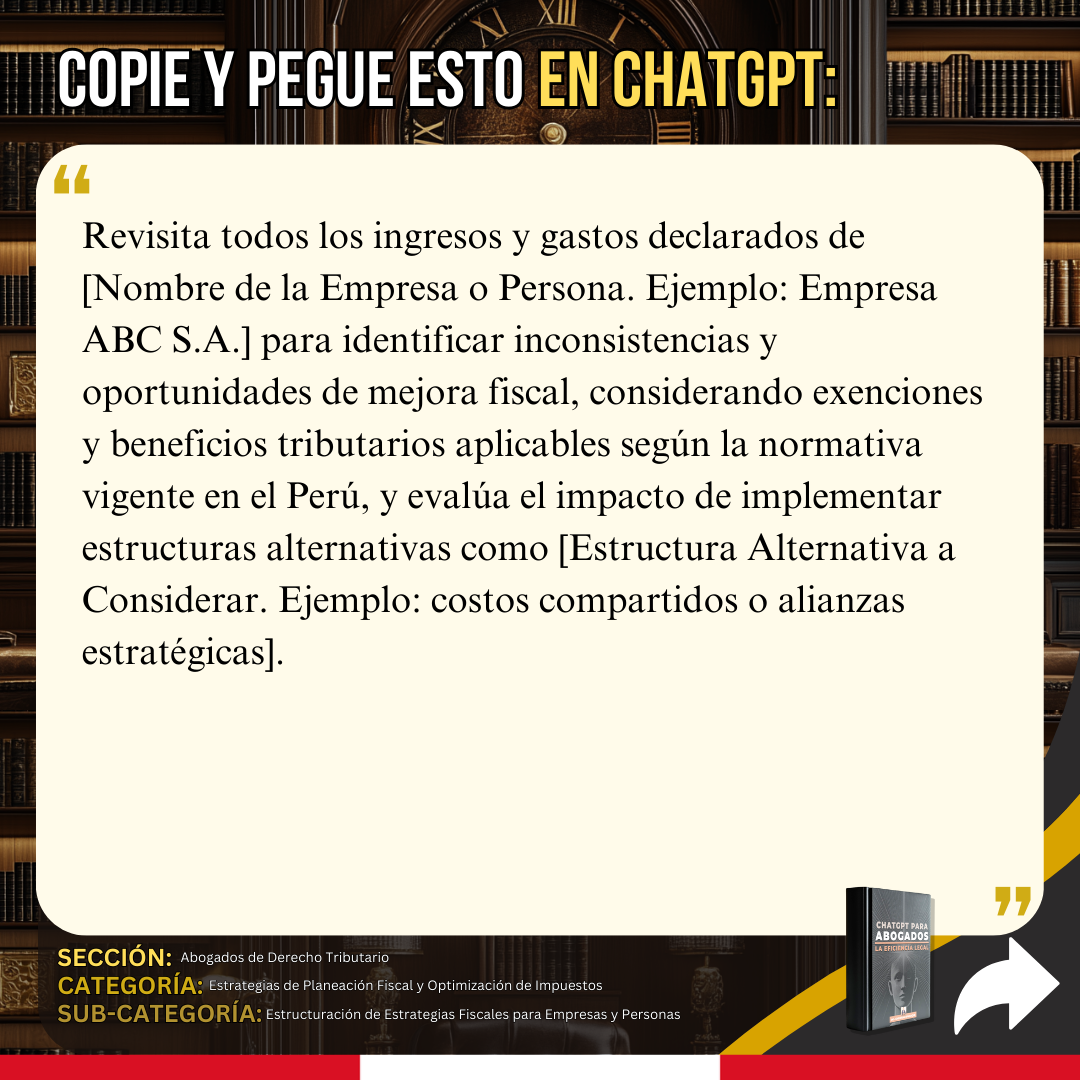 COPIE Y PEGUE ESTO EN CHATGPT:
“
Revisita todos los ingresos y gastos declarados de
[Nombre de la Empresa o Persona. Ejemplo: Empresa
ABC S.A.] para identificar inconsistencias y
oportunidades de mejora fiscal, considerando exenciones
y beneficios tributarios aplicables según la normativa
vigente en el Perú, y evalúa el impacto de implementar
estructuras alternativas como [Estructura Alternativa a
Considerar. Ejemplo: costos compartidos o alianzas
estratégicas].
”
CHATGPT PARA
ABOGADOS
LA EFICIENCIA LEGAL
SECCIÓN: Abogados de Derecho Tributario
CATEGORÍA: Estrategias de Planeación Fiscal y Optimización de Impuestos
SUB-CATEGORÍA: Estructuración de Estrategias Fiscales para Empresas y Personas